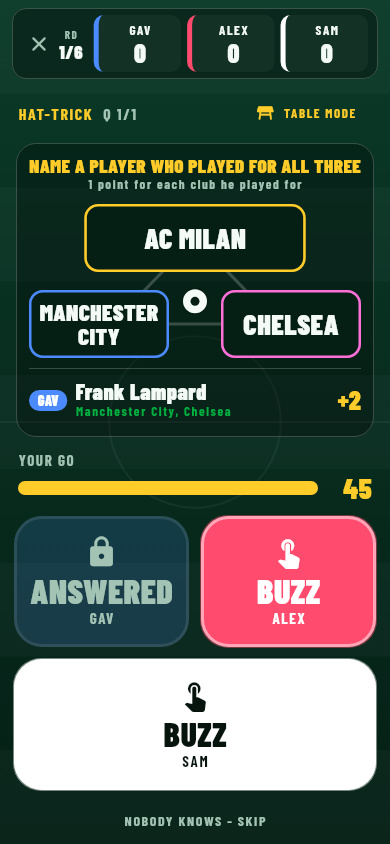 RD
1/6
GAV
0
ALEX
0
SAM
0
HAT-TRICK Q 1/1
TABLE MODE
NAME A PLAYER WHO PLAYED FOR ALL THREE
1 point for each club he played for
AC MILAN
MANCHESTER
CITY
CHELSEA
GAV
Frank Lampard
Manchester City, Chelsea
+2
YOUR GO
45
ANSWERED
GAV
BUZZ
ALEX
BUZZ
SAM
NOBODY KNOWS - SKIP